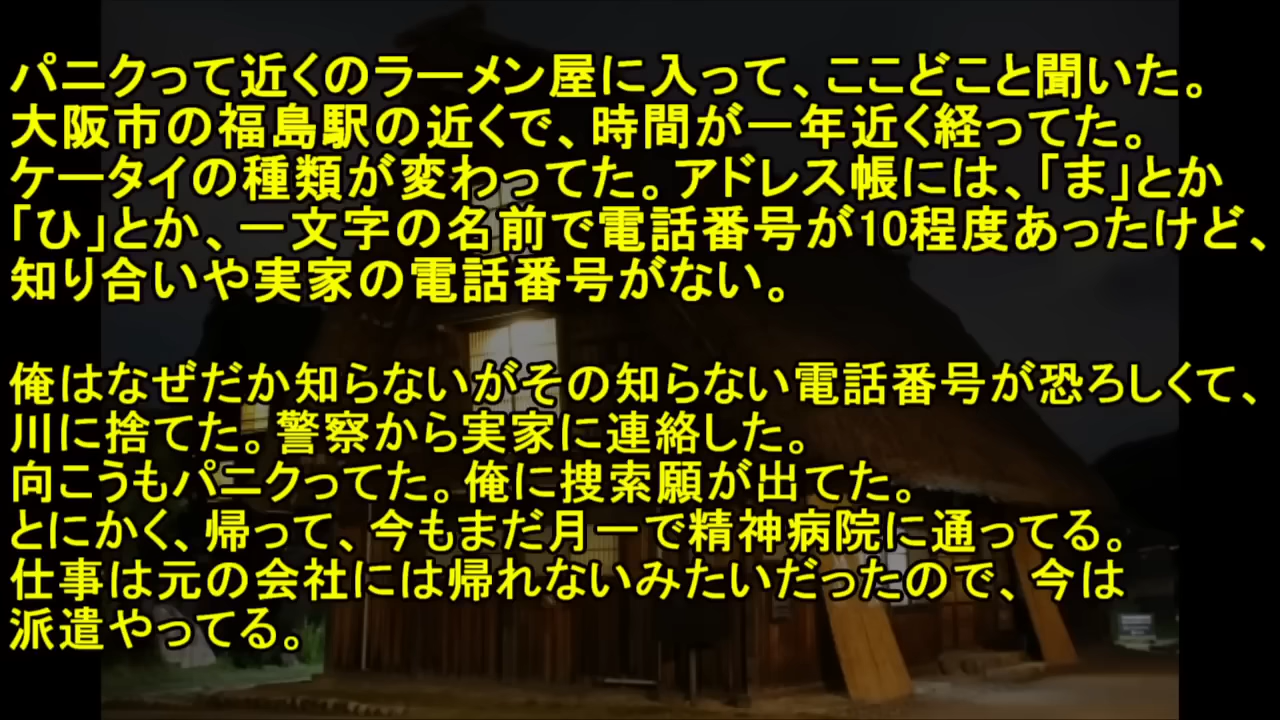 パニクって近くのラーメン屋に入って、ここどこと聞いた。
大阪市の福島駅の近くで、時間が一年近く経ってた。
ケータイの種類が変わってた。アドレス帳には、「ま」とか
「ひ」とか、一文字の名前で電話番号が10程度あったけど、
知り合いや実家の電話番号がない。
俺はなぜだか知らないがその知らない電話番号が恐ろしくて、
川に捨てた。警察から実家に連絡した。
向こうもパニクってた。俺に捜索願が出てた。
とにかく、帰って、今もまだ月一で精神病院に通ってる。
仕事は元の会社には帰れないみたいだったので、今は
派遣やってる。